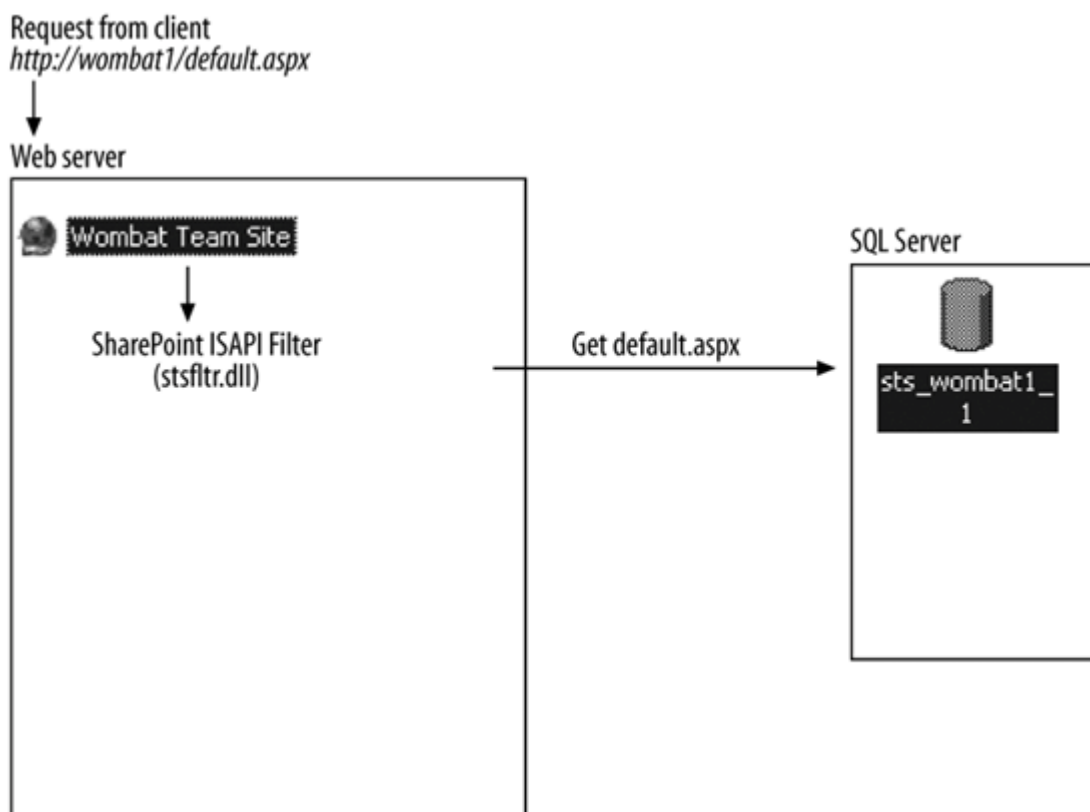 Request from client
http://wombat1/default.aspx
Web server
Wombat Team Site
SharePoint ISAPI Filter
(stsfltr.dll)
Get default.aspx
SQL Server
sts_wombat1_
1